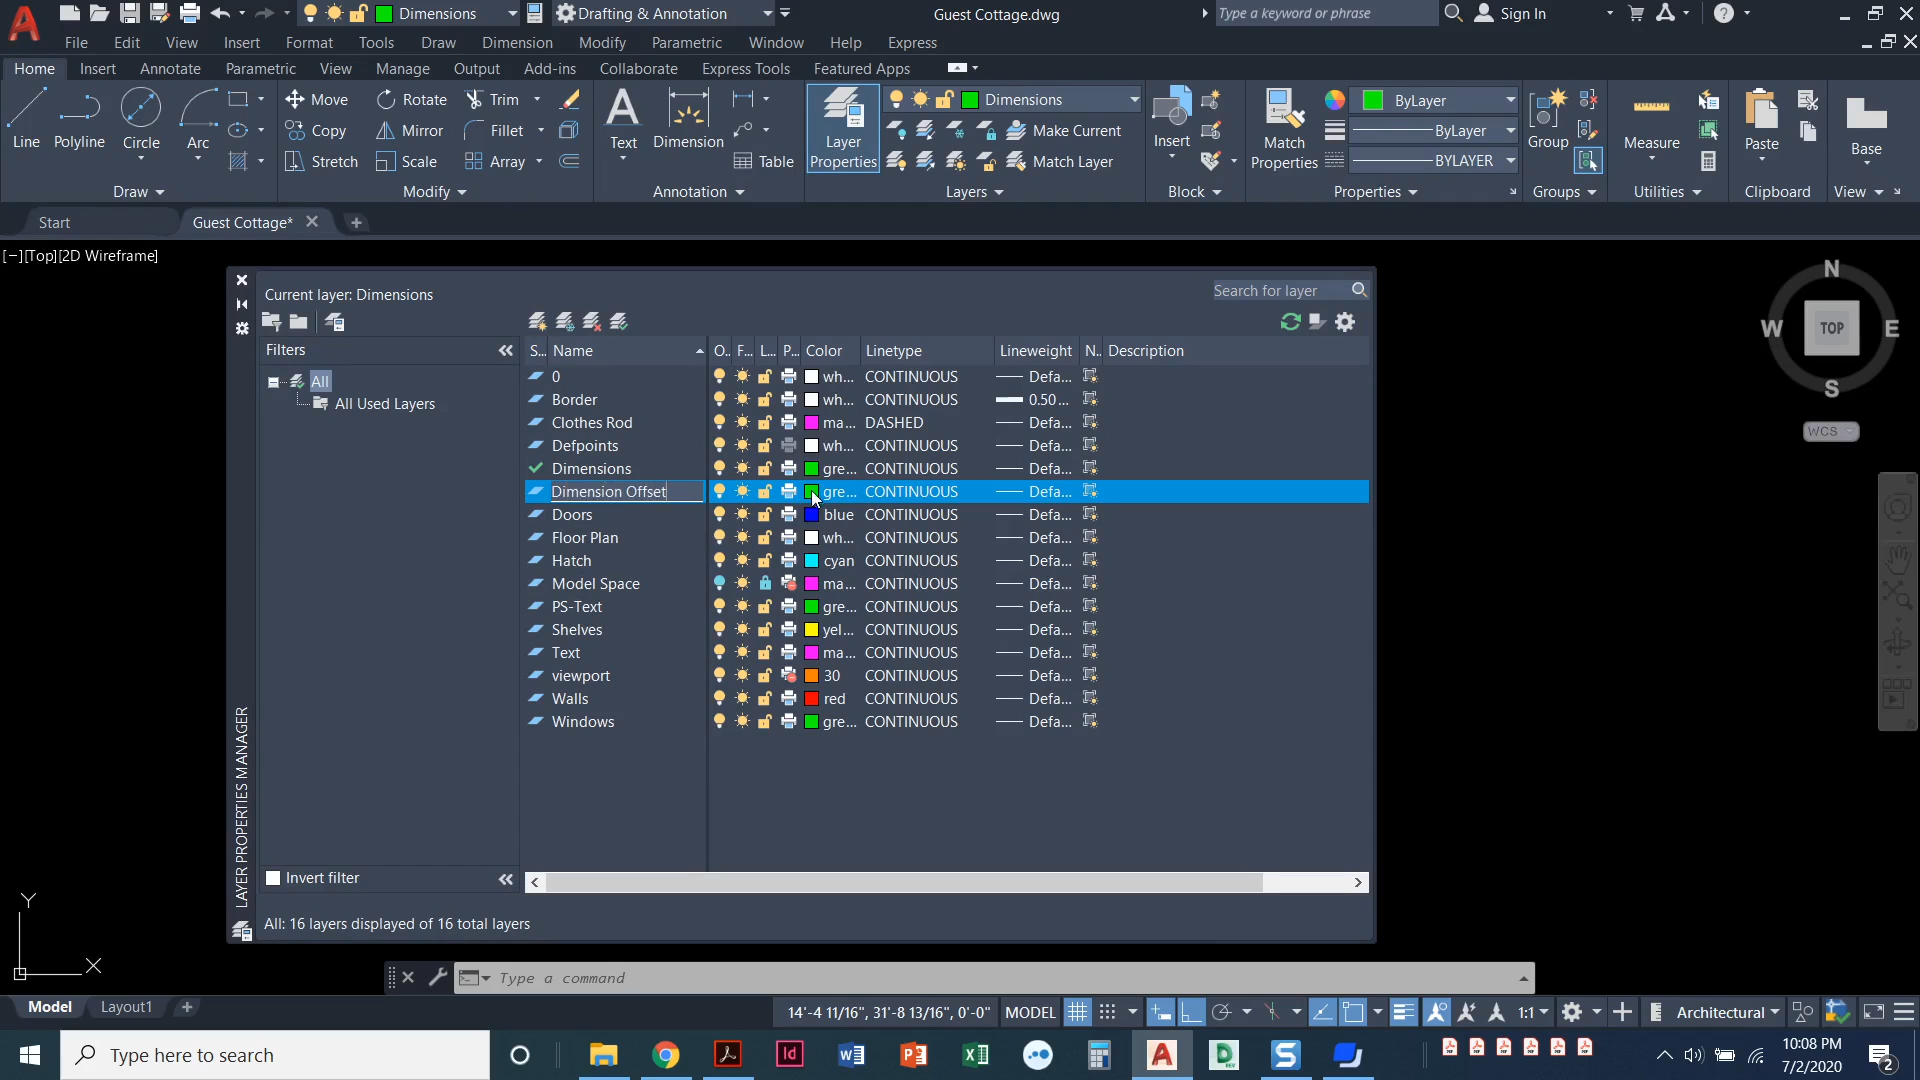 Dimensions
Drafting & Annotation
Guest Cottage.dwg
Type a keyword or phrase
Sign In
File Edit View Insert Format Tools Draw Dimension Modify Parametric Window Help Express
Home Insert Annotate Parametric View Manage Output Add-ins Collaborate Express Tools Featured Apps
Line
Polyline
Circle
Arc
Draw
Move
Rotate
Trim
Copy
Mirror
Fillet
Stretch
Scale
Array
Modify
Text
Dimension
Table
Annotation
Layer
Properties
Dimensions
Make Current
Match Layer
Layers
Insert
Block
Match
Properties
ByLayer
ByLayer
BYLAYER
Properties
Group
Groups
Measure
Utilities
Paste
Clipboard
Base
View
Start
Guest Cottage*
[−][Top][2D Wireframe]
N
W
TOP
E
S
WCS
Current layer: Dimensions
Search for layer
Filters
All
All Used Layers
S.. Name O. F... L... P... Color Linetype Lineweight N.. Description
0 wh... CONTINUOUS Defa...
Border wh... CONTINUOUS 0.50 ...
Clothes Rod ma... DASHED Defa...
Defpoints wh... CONTINUOUS Defa...
Dimensions gre... CONTINUOUS Defa...
Dimension Offset gre... CONTINUOUS Defa...
Doors blue CONTINUOUS Defa...
Floor Plan wh... CONTINUOUS Defa...
Hatch cyan CONTINUOUS Defa...
Model Space ma... CONTINUOUS Defa...
PS-Text gre... CONTINUOUS Defa...
Shelves yel... CONTINUOUS Defa...
Text ma... CONTINUOUS Defa...
viewport 30 CONTINUOUS Defa...
Walls red CONTINUOUS Defa...
Windows gre... CONTINUOUS Defa...
LAYER PROPERTIES MANAGER
Invert filter
All: 16 layers displayed of 16 total layers
Y
X
Type a command
Model
Layout1
14'-4 11/16", 31'-8 13/16", 0'-0"
MODEL
1:1
Architectural
Type here to search
10:08 PM
7/2/2020
2